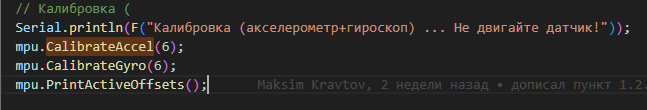 // Калибровка (
Serial.println(F("Калибровка (акселерометр+гироскоп) ... Не двигайте датчик!"));
mpu.CalibrateAccel(6);
mpu.CalibrateGyro(6);
mpu.PrintActiveOffsets(); Maksim Kravtov, 2 недели назад • дописал пункт 1.2.